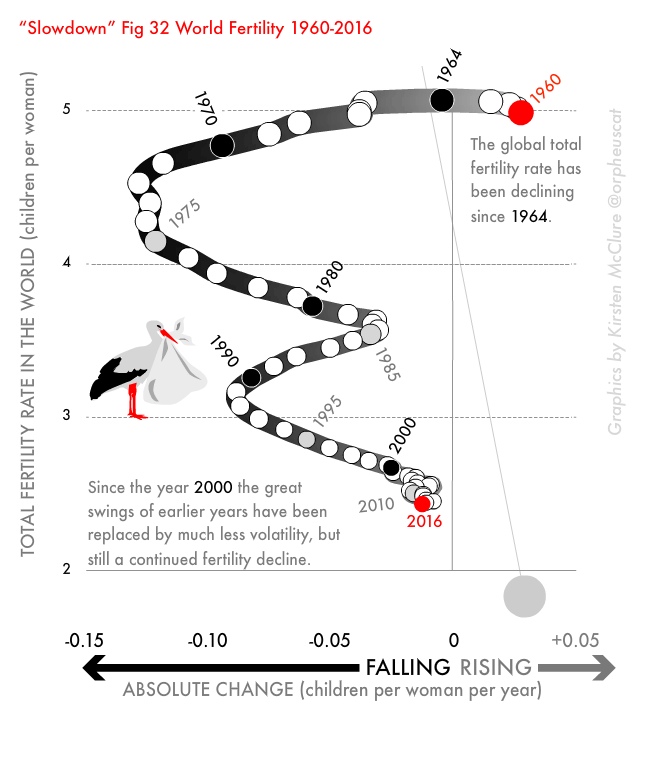 “Slowdown” Fig 32 World Fertility 1960-2016
TOTAL FERTILITY RATE IN THE WORLD (children per woman)
5
4
3
2
1960
1964
1970
1975
1980
1985
1990
1995
2000
2010
2016
The global total
fertility rate has
been declining
since 1964.
Graphics by Kirsten McClure @orpheuscat
Since the year 2000 the great
swings of earlier years have been
replaced by much less volatility, but
still a continued fertility decline.
-0.15
-0.10
-0.05
0
+0.05
FALLING RISING
ABSOLUTE CHANGE (children per woman per year)